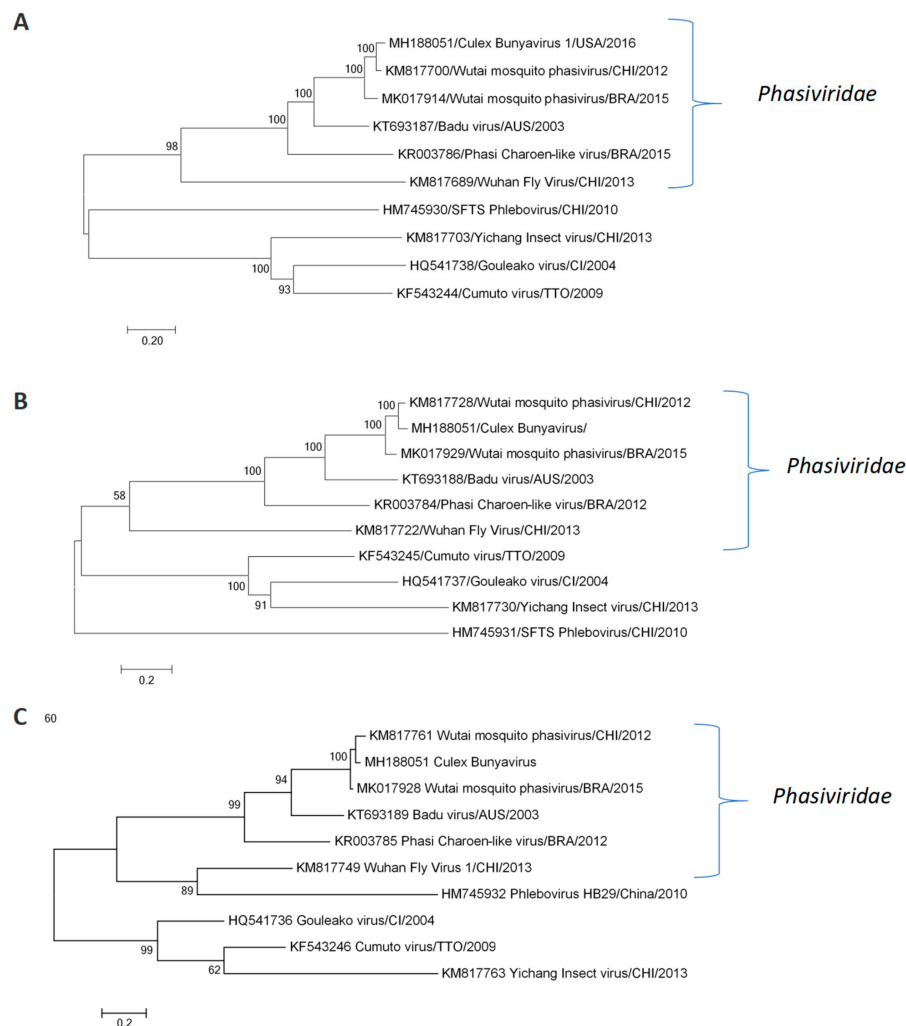 A
100
MH188051/Culex Bunyavirus 1/USA/2016
100
KM817700/Wutai mosquito phasivirus/CHI/2012
100
MK017914/Wutai mosquito phasivirus/BRA/2015
Phasiviridae
100
KT693187/Badu virus/AUS/2003
98
KR003786/Phasi Charoen-like virus/BRA/2015
KM817689/Wuhan Fly Virus/CHI/2013
HM745930/SFTS Phlebovirus/CHI/2010
KM817703/Yichang Insect virus/CHI/2013
100
HQ541738/Gouleako virus/CI/2004
93
KF543244/Cumuto virus/TTO/2009
0.20
B
100
KM817728/Wutai mosquito phasivirus/CHI/2012
100
MH188051/Culex Bunyavirus/
100
MK017929/Wutai mosquito phasivirus/BRA/2015
Phasiviridae
100
KT693188/Badu virus/AUS/2003
58
KR003784/Phasi Charoen-like virus/BRA/2012
KM817722/Wuhan Fly Virus/CHI/2013
KF543245/Cumuto virus/TTO/2009
100
HQ541737/Gouleako virus/CI/2004
91
KM817730/Yichang Insect virus/CHI/2013
HM745931/SFTS Phlebovirus/CHI/2010
0.2
C
60
KM817761 Wutai mosquito phasivirus/CHI/2012
100
MH188051 Culex Bunyavirus
94
MK017928 Wutai mosquito phasivirus/BRA/2015
Phasiviridae
99
KT693189 Badu virus/AUS/2003
KR003785 Phasi Charoen-like virus/BRA/2012
KM817749 Wuhan Fly Virus 1/CHI/2013
89
HM745932 Phlebovirus HB29/China/2010
HQ541736 Gouleako virus/CI/2004
99
KF543246 Cumuto virus/TTO/2009
62
KM817763 Yichang Insect virus/CHI/2013
0.2